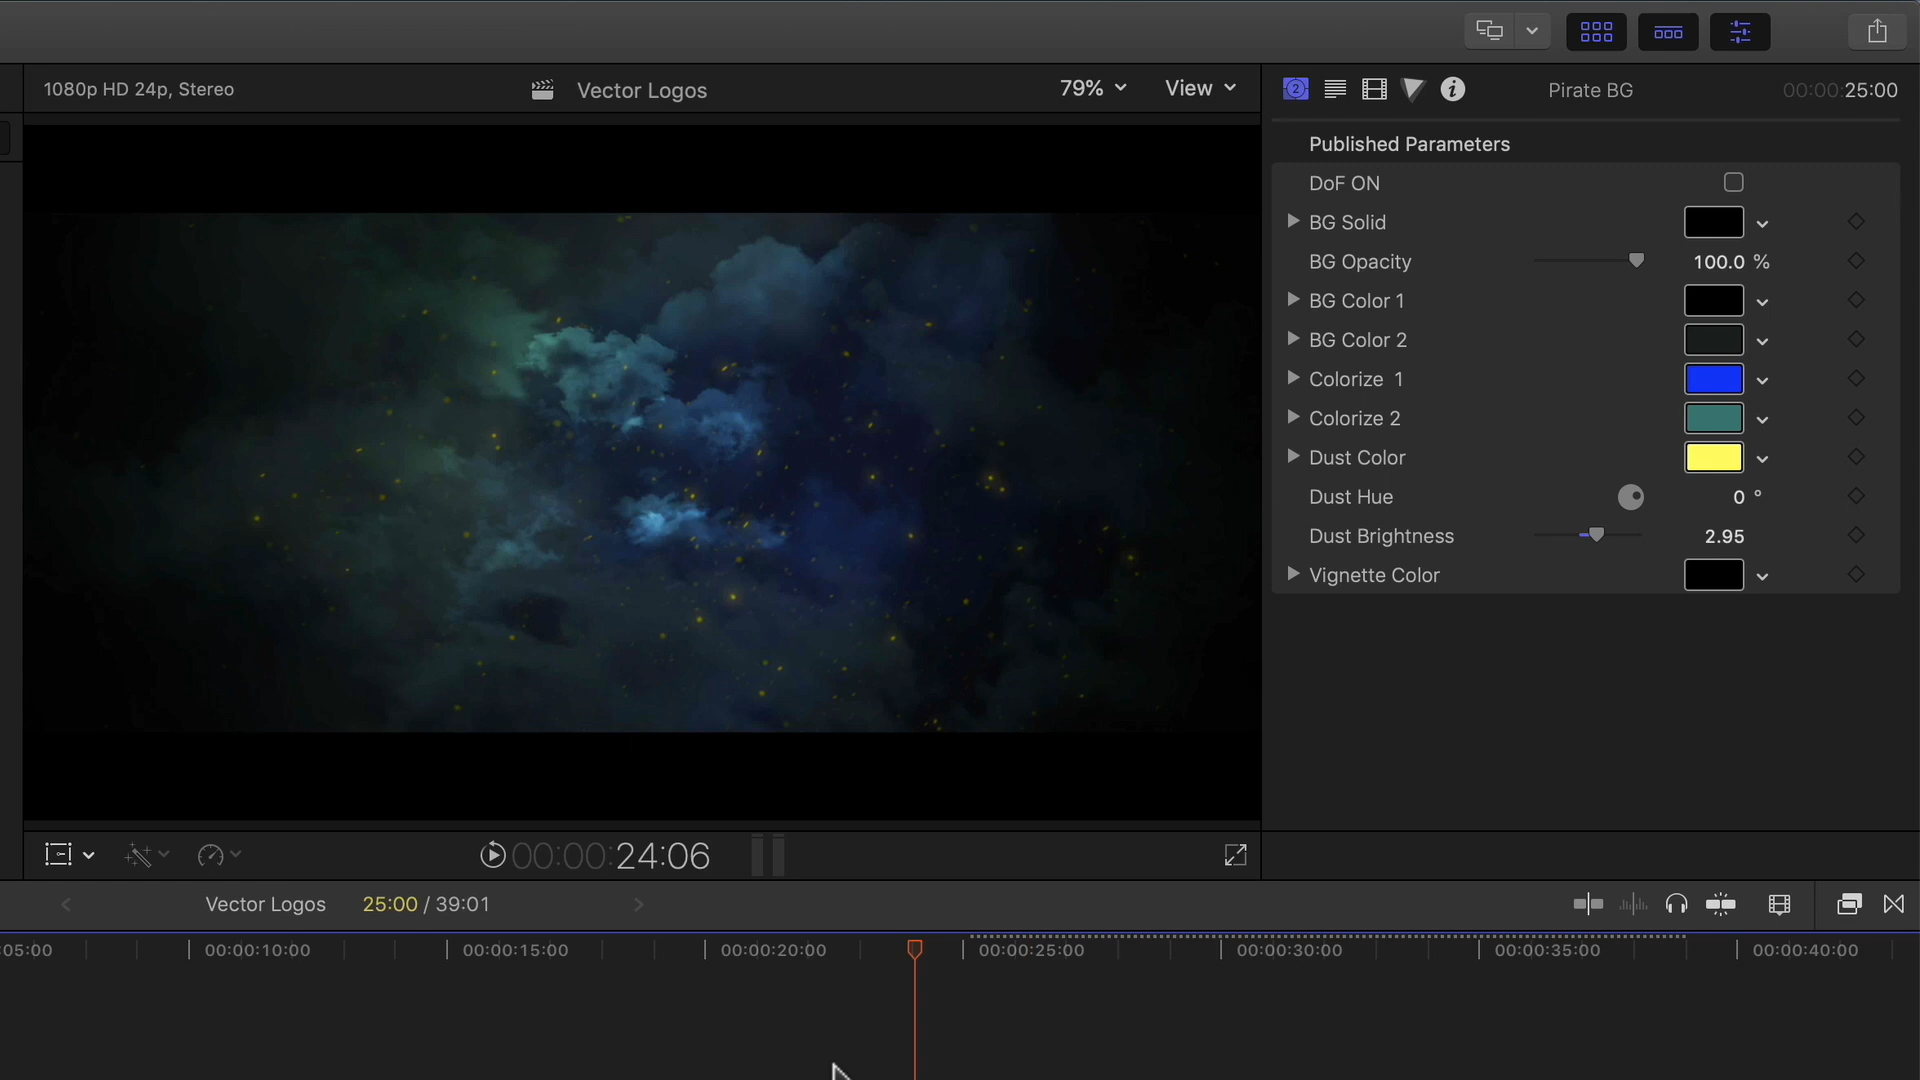 1080p HD 24p, Stereo
Vector Logos
79%
View
2
Pirate BG
00:00:25:00
Published Parameters
DoF ON
BG Solid
BG Opacity
100.0 %
BG Color 1
BG Color 2
Colorize 1
Colorize 2
Dust Color
Dust Hue
0 °
Dust Brightness
2.95
Vignette Color
00:00:24:06
Vector Logos
25:00 / 39:01
05:00
00:00:10:00
00:00:15:00
00:00:20:00
00:00:25:00
00:00:30:00
00:00:35:00
00:00:40:00